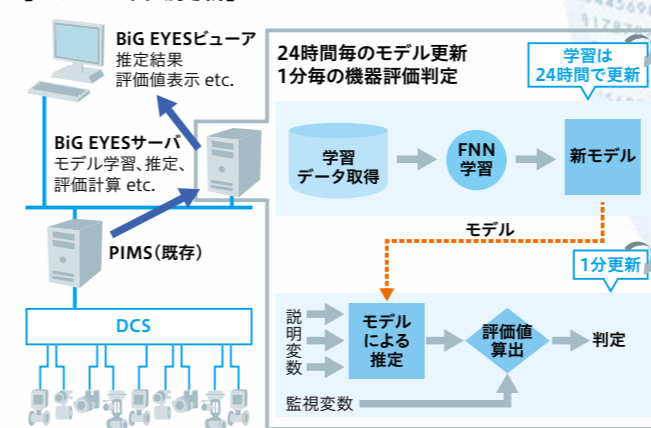 BiG EYESビューア
推定結果
評価値表示 etc.
BiG EYESサーバ
モデル学習、推定、
評価計算 etc.
PIMS（既存）
DCS
24時間毎のモデル更新
1分毎の機器評価判定
学習は
24時間で更新
学習
データ取得
FNN
学習
新モデル
モデル
1分更新
説明変数
モデル
による
推定
評価値
算出
判定
監視変数